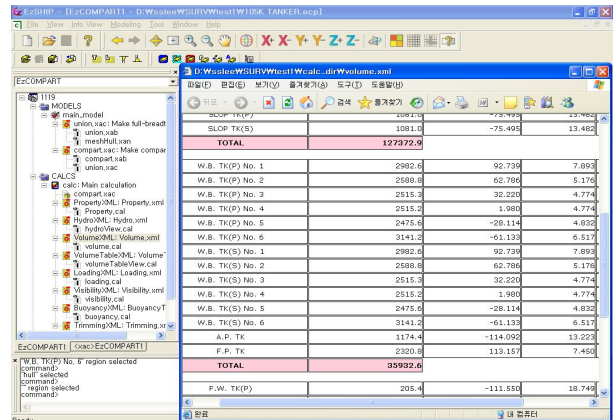 EzSHIP - [EzCOMPART1 - D:₩sslee₩SURV₩test1₩105K TANKER.ecp]
File View Info View Modeling Tool Window Help
X+ X- Y+ Y- Z+ Z-
EzCOMPART
1119
MODELS
main_model
union,xac: Make full-breadt
union,xab
meshHull,xan
compart,xac: Make compar
compart,xab
union,xac
CALCS
calc: Main calculation
compart,xac
PropertyXML: Property,xml
Property,cal
HydroXML: Hydro,xml
hydroView,cal
VolumeXML: Volume,xml
volume,cal
VolumeTableXML: Volume
volumeTableView,cal
LoadingXML: Loading,xml
loading,cal
VisibilityXML: Visibility,xml
visibility,cal
BuoyancyXML: BuoyancyT
buoyancy,cal
TrimmingXML: Trimming,xr
EzCOMPART1 <xac>EzCOMPART1
"W,B, TK(P) No, 6" region selected
command>
"hull" selected
command>
"" region selected
command>
Ready
D:₩sslee₩SURV₩test1₩calc_dir₩volume.xml
파일(F) 편집(E) 보기(V) 즐겨찾기(A) 도구(T) 도움말(H)
뒤로 검색 즐겨찾기
SLOP TK(P) 1081.0 -75.495 13.482
SLOP TK(S) 1081.0 -75.495 13.482
TOTAL 127372.9
W.B. TK(P) No. 1 2982.6 92.739 7.893
W.B. TK(P) No. 2 2588.8 62.786 5.176
W.B. TK(P) No. 3 2515.3 32.220 4.774
W.B. TK(P) No. 4 2515.2 1.980 4.774
W.B. TK(P) No. 5 2475.6 -28.114 4.832
W.B. TK(P) No. 6 3141.2 -61.133 6.517
W.B. TK(S) No. 1 2982.6 92.739 7.893
W.B. TK(S) No. 2 2588.8 62.786 5.176
W.B. TK(S) No. 3 2515.3 32.220 4.774
W.B. TK(S) No. 4 2515.2 1.980 4.774
W.B. TK(S) No. 5 2475.6 -28.114 4.832
W.B. TK(S) No. 6 3141.2 -61.133 6.517
A.P. TK 1174.4 -114.092 13.223
F.P. TK 2320.8 113.157 7.450
TOTAL 35932.6
F.W. TK(P) 205.4 -111.550 18.749
완료 내 컴퓨터